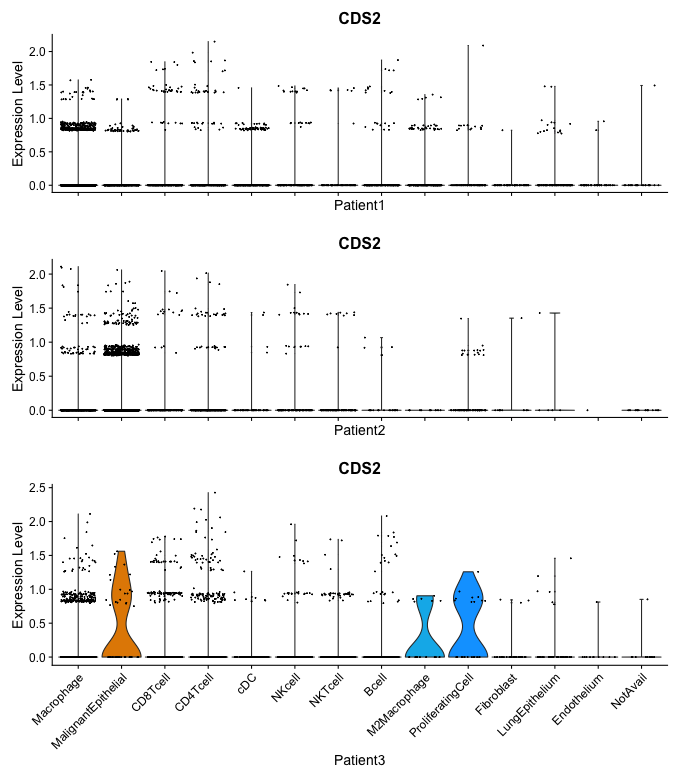 CDS2
Expression Level
2.0
1.5
1.0
0.5
0.0
Patient1
CDS2
Expression Level
2.0
1.5
1.0
0.5
0.0
Patient2
CDS2
Expression Level
2.5
2.0
1.5
1.0
0.5
0.0
Macrophage
MalignantEpithelial
CD8Tcell
CD4Tcell
cDC
NKcell
NKTcell
Bcell
M2Macrophage
ProliferatingCell
Fibroblast
LungEpithelium
Endothelium
NotAvail
Patient3